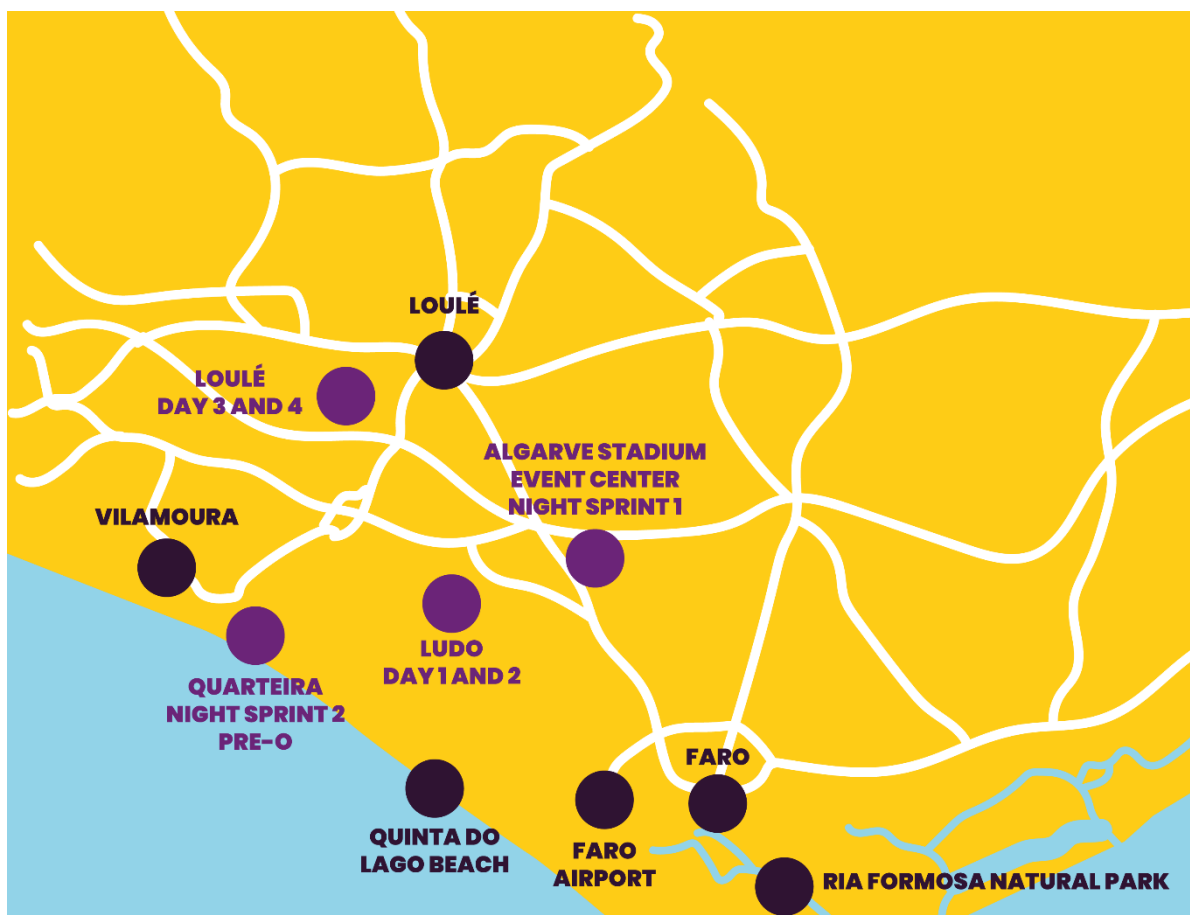 LOULÉ
LOULÉ
DAY 3 AND 4
ALGARVE STADIUM
EVENT CENTER
NIGHT SPRINT 1
VILAMOURA
LUDO
DAY 1 AND 2
QUARTEIRA
NIGHT SPRINT 2
PRE-O
FARO
QUINTA DO
LAGO BEACH
FARO
AIRPORT
RIA FORMOSA NATURAL PARK